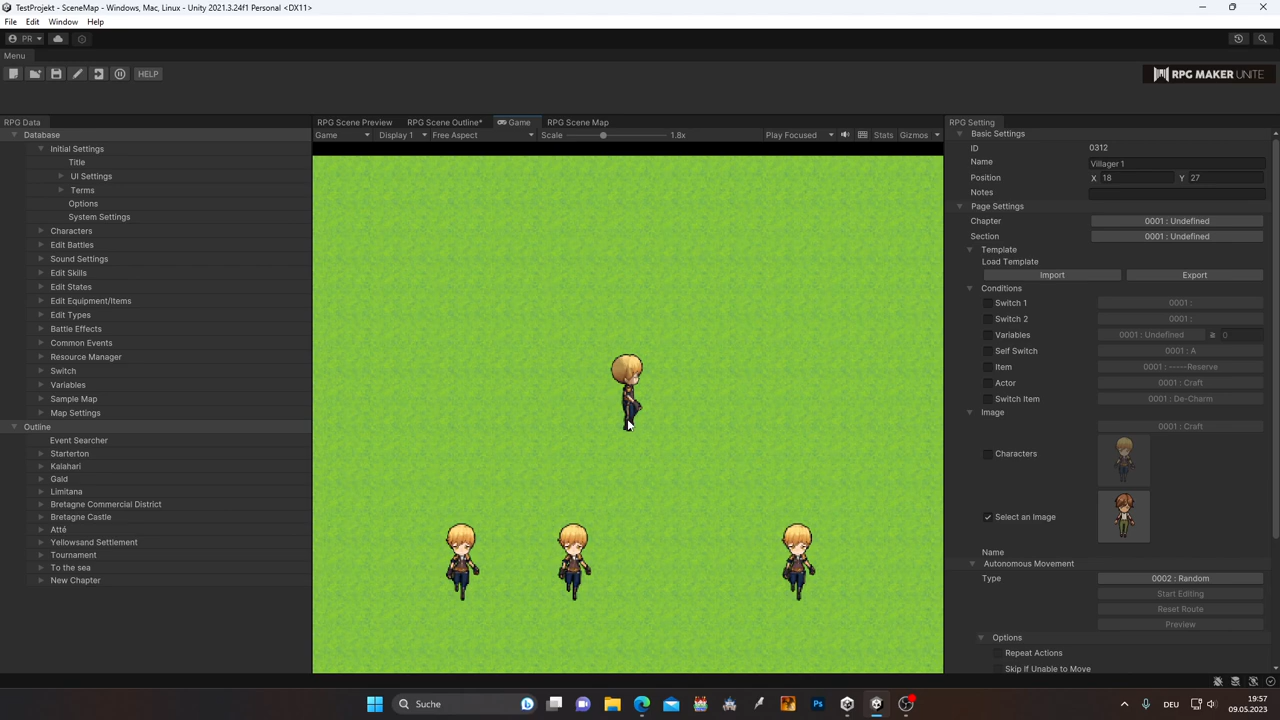 TestProjekt - SceneMap - Windows, Mac, Linux - Unity 2021.3.24f1 Personal <DX11>
File Edit Window Help
PR
Menu
HELP
RPG MAKER UNITE
RPG Data
Database
Initial Settings
Title
UI Settings
Terms
Options
System Settings
Characters
Edit Battles
Sound Settings
Edit Skills
Edit States
Edit Equipment/Items
Edit Types
Battle Effects
Common Events
Resource Manager
Switch
Variables
Sample Map
Map Settings
Outline
Event Searcher
Starterton
Kalahari
Gald
Limitana
Bretagne Commercial District
Bretagne Castle
Atté
Yellowsand Settlement
Tournament
To the sea
New Chapter
RPG Scene Preview RPG Scene Outline* Game RPG Scene Map
Game Display 1 Free Aspect Scale 1.8x Play Focused Stats Gizmos
RPG Setting
Basic Settings
ID 0312
Name Villager 1
Position X 18 Y 27
Notes
Page Settings
Chapter 0001 : Undefined
Section 0001 : Undefined
Template
Load Template
Import Export
Conditions
Switch 1 0001 :
Switch 2 0001 :
Variables 0001 : Undefined ≥ 0
Self Switch 0001 : A
Item 0001 : -----Reserve
Actor 0001 : Craft
Switch Item 0001 : De-Charm
Image
0001 : Craft
Characters
Select an Image
Name
Autonomous Movement
Type 0002 : Random
Start Editing
Reset Route
Preview
Options
Repeat Actions
Skip If Unable to Move
Suche
DEU
19:57
09.05.2023